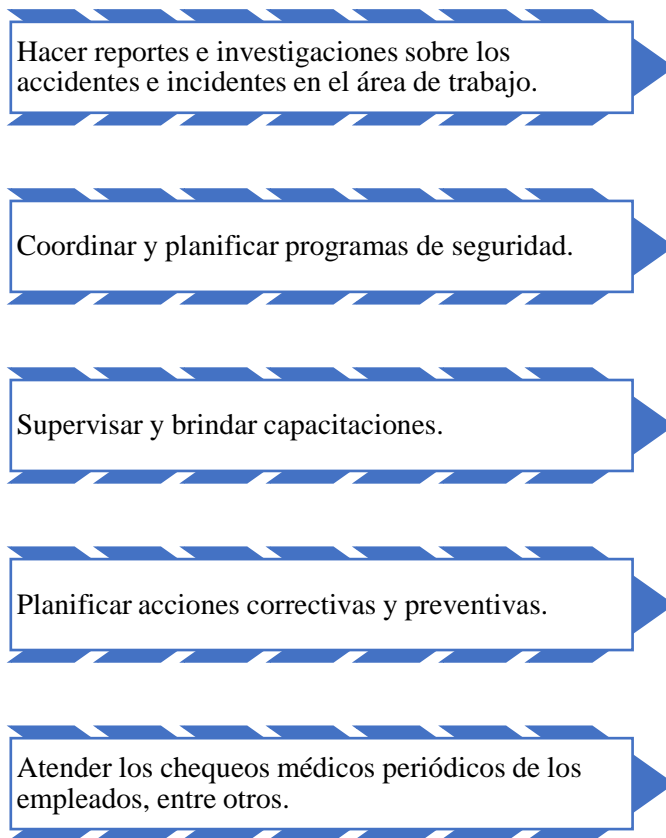 Hacer reportes e investigaciones sobre los
accidentes e incidentes en el área de trabajo.
Coordinar y planificar programas de seguridad.
Supervisar y brindar capacitaciones.
Planificar acciones correctivas y preventivas.
Atender los chequeos médicos periódicos de los
empleados, entre otros.